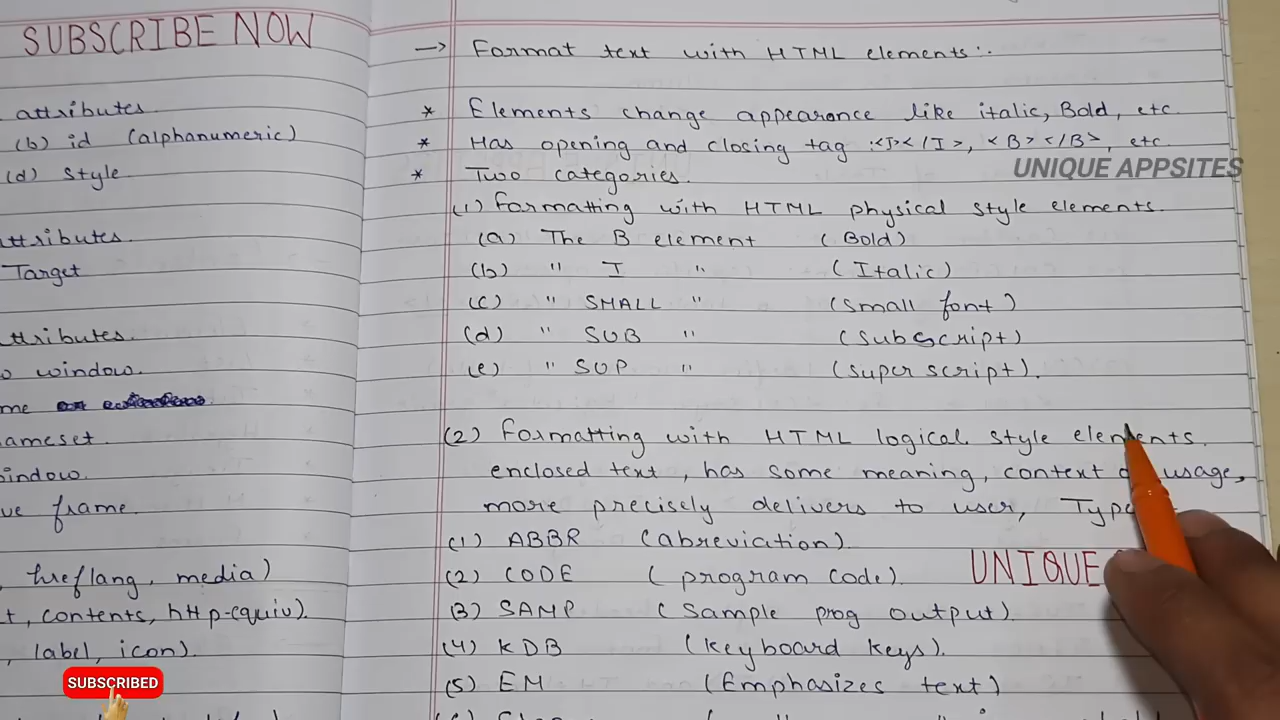 SUBSCRIBE NOW
attributes
(b) id (alphanumeric)
(d) style
ttributes.
Target
ttributes.
window.
me
ameset.
indow.
ve frame.
hreflang, media)
t, contents, http-equiv).
, label, icon).
SUBSCRIBED
→ Format text with HTML elements:.
* Elements change appearance like italic, Bold, etc.
* Has opening and closing tag :<I></I>, <B></B>, etc.
UNIQUE APPSITES
* Two categories.
(1) Formatting with HTML physical style elements.
(a) The B element (Bold)
(b) " I " (Italic)
(c) " SMALL " (Small font)
(d) " SUB " (Subscript)
(e) " SUP " (Super script).
(2) Formatting with HTML logical style elements.
enclosed text, has some meaning, context usage,
more precisely delivers to user, Type
(1) ABBR (abreviation).
UNIQUE
(2) CODE (program code).
(3) SAMP (Sample prog output).
(4) KDB (Keyboard keys).
(5) EM (Emphasizes text)